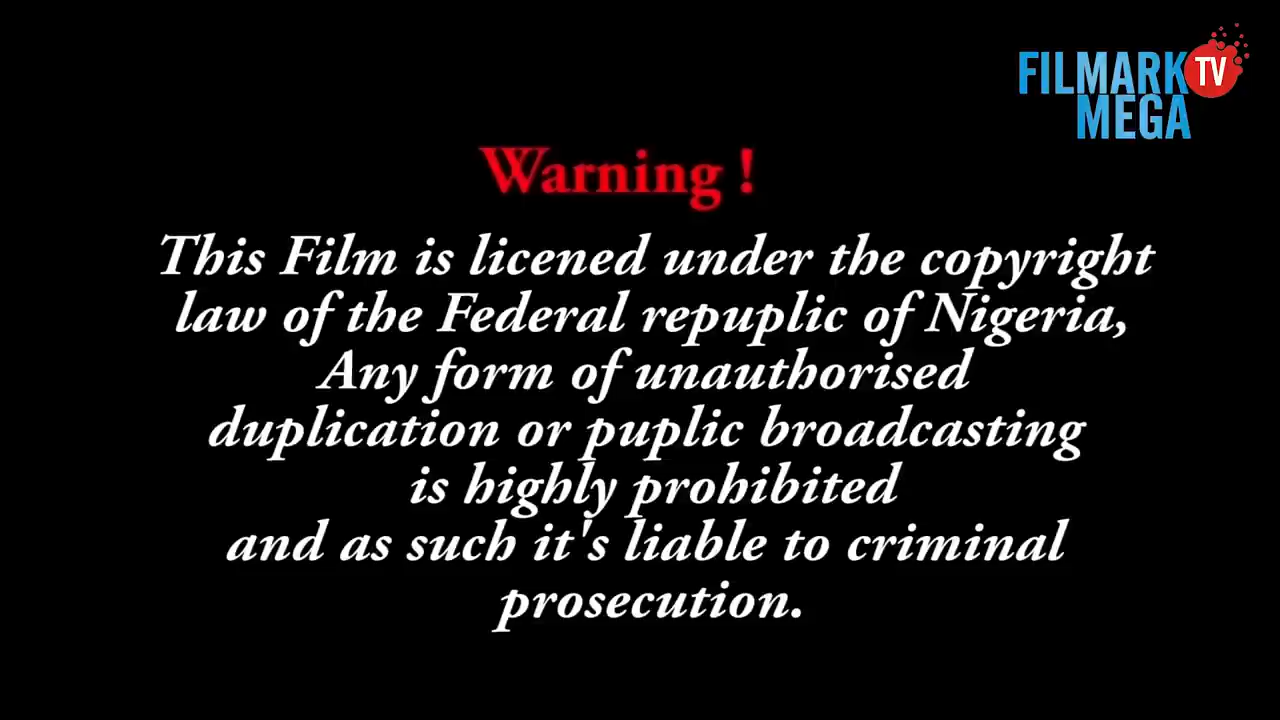 FILMARK TV
MEGA
Warning !
This Film is licened under the copyright
law of the Federal repuplic of Nigeria,
Any form of unauthorised
duplication or puplic broadcasting
is highly prohibited
and as such it's liable to criminal
prosecution.